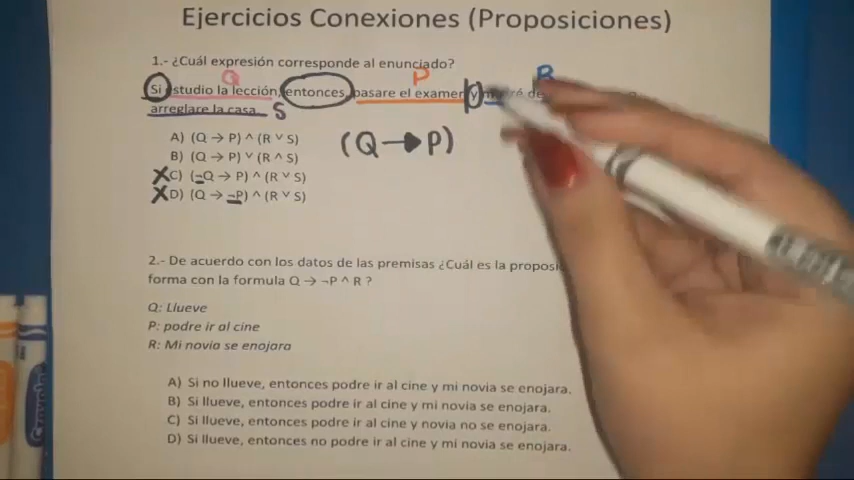 Ejercicios Conexiones (Proposiciones)
1.- ¿Cuál expresión corresponde al enunciado?
Q P R
Si estudio la lección, entonces, pasare el examen y
arreglare la casa. S
A) (Q → P) ^ (R ˅ S)
B) (Q → P) ˅ (R ^ S)
X C) (¬Q → P) ^ (R ˅ S)
X D) (Q → ¬P) ^ (R ˅ S)
(Q → P)
2.- De acuerdo con los datos de las premisas ¿Cuál es la
forma con la formula Q → ¬P ^ R ?
Q: Llueve
P: podre ir al cine
R: Mi novia se enojara
A) Si no llueve, entonces podre ir al cine y mi novia se enojara.
B) Si llueve, entonces podre ir al cine y mi novia se enojara.
C) Si llueve, entonces podre ir al cine y novia no se enojara.
D) Si llueve, entonces no podre ir al cine y mi novia se enojara.
Crayola